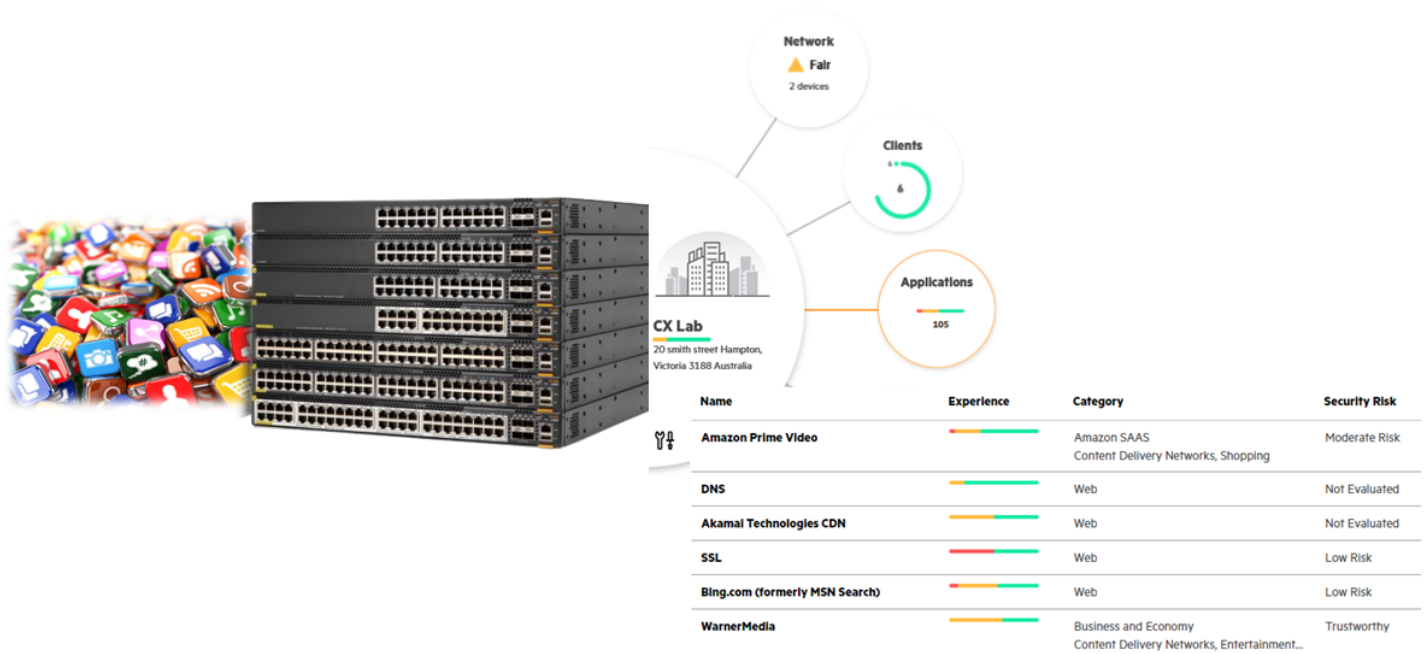 Network
Fair
2 devices
Clients
6
Applications
105
CX Lab
20 smith street Hampton,
Victoria 3188 Australia
Name Experience Category Security Risk
Amazon Prime Video Amazon SAAS Moderate Risk
Content Delivery Networks, Shopping
DNS Web Not Evaluated
Akamai Technologies CDN Web Not Evaluated
SSL Web Low Risk
Bing.com (formerly MSN Search) Web Low Risk
WarnerMedia Business and Economy Trustworthy
Content Delivery Networks, Entertainment...